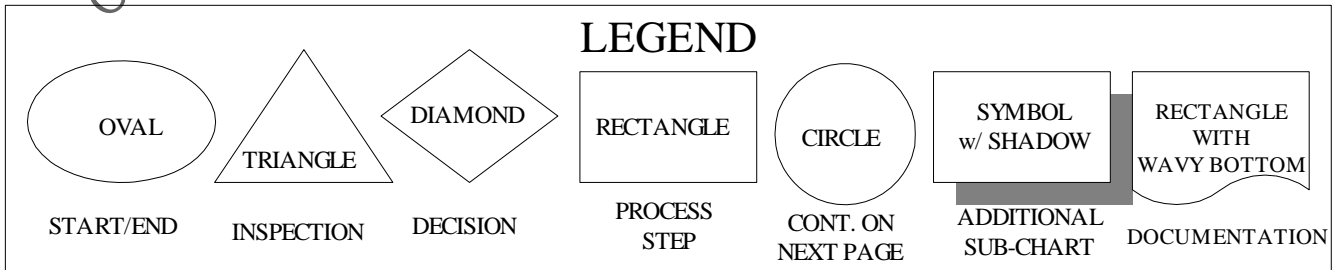 LEGEND
OVAL
START/END
TRIANGLE
INSPECTION
DIAMOND
DECISION
RECTANGLE
PROCESS
STEP
CIRCLE
CONT. ON
NEXT PAGE
SYMBOL
w/ SHADOW
ADDITIONAL
SUB-CHART
RECTANGLE
WITH
WAVY BOTTOM
DOCUMENTATION